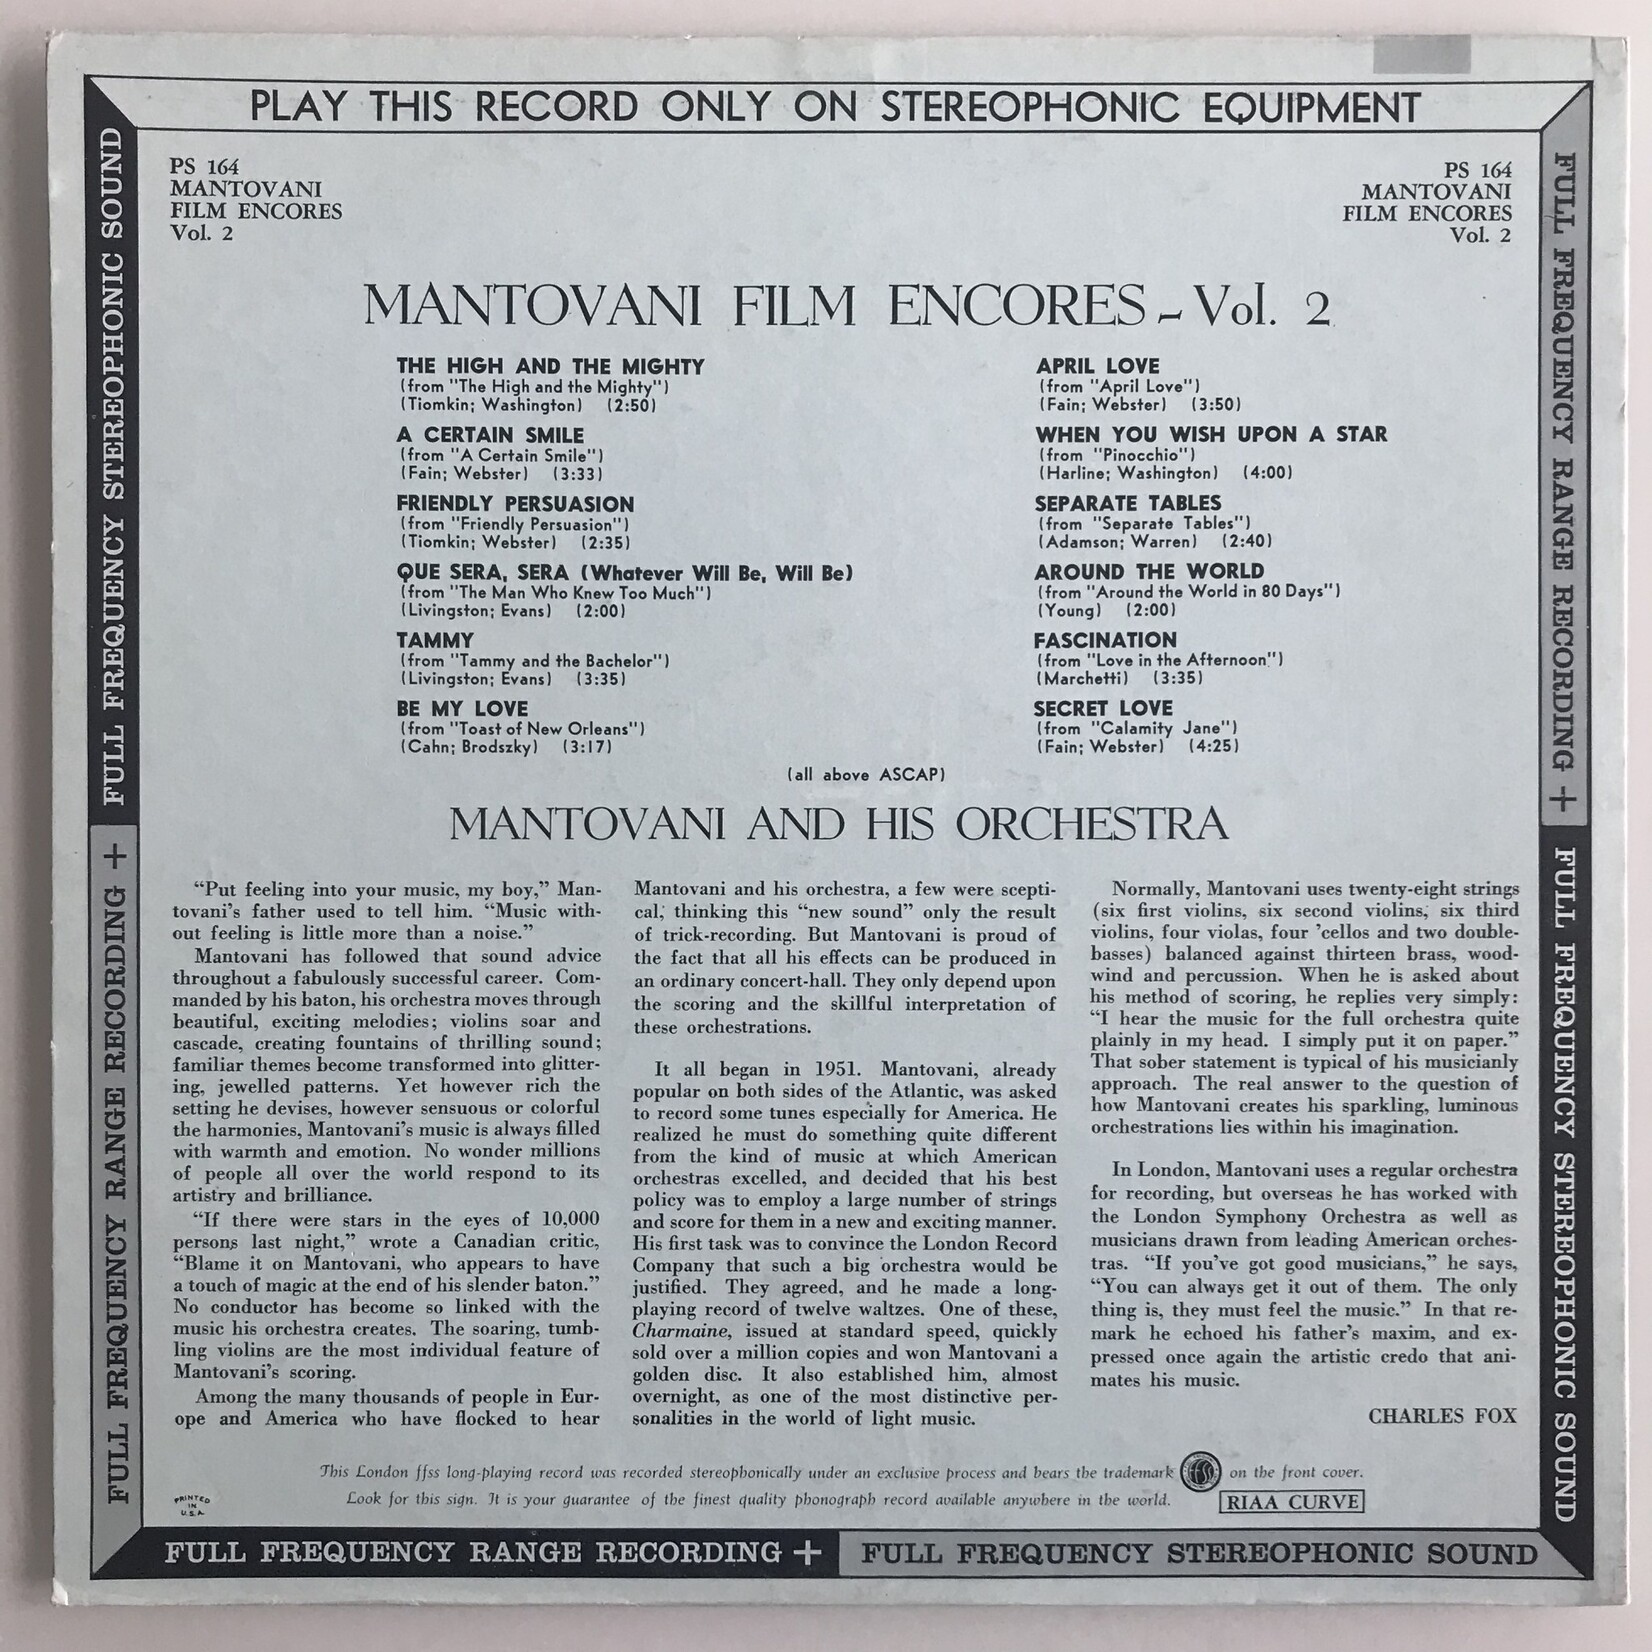 PLAY THIS RECORD ONLY ON STEREOPHONIC EQUIPMENT
FULL FREQUENCY STEREOPHONIC SOUND
FULL FREQUENCY RANGE RECORDING +
PS 164
MANTOVANI
FILM ENCORES
Vol. 2
PS 164
MANTOVANI
FILM ENCORES
Vol. 2
MANTOVANI FILM ENCORES - Vol. 2
THE HIGH AND THE MIGHTY
(from "The High and the Mighty")
(Tiomkin; Washington) (2:50)
A CERTAIN SMILE
(from "A Certain Smile")
(Fain; Webster) (3:33)
FRIENDLY PERSUASION
(from "Friendly Persuasion")
(Tiomkin; Webster) (2:35)
QUE SERA, SERA (Whatever Will Be, Will Be)
(from "The Man Who Knew Too Much")
(Livingston; Evans) (2:00)
TAMMY
(from "Tammy and the Bachelor")
(Livingston; Evans) (3:35)
BE MY LOVE
(from "Toast of New Orleans")
(Cahn; Brodszky) (3:17)
APRIL LOVE
(from "April Love")
(Fain; Webster) (3:50)
WHEN YOU WISH UPON A STAR
(from "Pinocchio")
(Harline; Washington) (4:00)
SEPARATE TABLES
(from "Separate Tables")
(Adamson; Warren) (2:40)
AROUND THE WORLD
(from "Around the World in 80 Days")
(Young) (2:00)
FASCINATION
(from "Love in the Afternoon")
(Marchetti) (3:35)
SECRET LOVE
(from "Calamity Jane")
(Fain; Webster) (4:25)
(all above ASCAP)
MANTOVANI AND HIS ORCHESTRA
"Put feeling into your music, my boy," Man-
tovani's father used to tell him. "Music with-
out feeling is little more than a noise."
Mantovani has followed that sound advice
throughout a fabulously successful career. Com-
manded by his baton, his orchestra moves through
beautiful, exciting melodies; violins soar and
cascade, creating fountains of thrilling sound;
familiar themes become transformed into glitter-
ing, jewelled patterns. Yet however rich the
setting he devises, however sensuous or colorful
the harmonies, Mantovani's music is always filled
with warmth and emotion. No wonder millions
of people all over the world respond to its
artistry and brilliance.
"If there were stars in the eyes of 10,000
persons last night," wrote a Canadian critic,
"Blame it on Mantovani, who appears to have
a touch of magic at the end of his slender baton."
No conductor has become so linked with the
music his orchestra creates. The soaring, tumb-
ling violins are the most individual feature of
Mantovani's scoring.
Among the many thousands of people in Eur-
ope and America who have flocked to hear
Mantovani and his orchestra, a few were scepti-
cal, thinking this "new sound" only the result
of trick-recording. But Mantovani is proud of
the fact that all his effects can be produced in
an ordinary concert-hall. They only depend upon
the scoring and the skillful interpretation of
these orchestrations.
It all began in 1951. Mantovani, already
popular on both sides of the Atlantic, was asked
to record some tunes especially for America. He
realized he must do something quite different
from the kind of music at which American
orchestras excelled, and decided that his best
policy was to employ a large number of strings
and score for them in a new and exciting manner.
His first task was to convince the London Record
Company that such a big orchestra would be
justified. They agreed, and he made a long-
playing record of twelve waltzes. One of these,
Charmaine, issued at standard speed, quickly
sold over a million copies and won Mantovani a
golden disc. It also established him, almost
overnight, as one of the most distinctive per-
sonalities in the world of light music.
Normally, Mantovani uses twenty-eight strings
(six first violins, six second violins, six third
violins, four violas, four 'cellos and two double-
basses) balanced against thirteen brass, wood-
wind and percussion. When he is asked about
his method of scoring, he replies very simply:
"I hear the music for the full orchestra quite
plainly in my head. I simply put it on paper."
That sober statement is typical of his musicianly
approach. The real answer to the question of
how Mantovani creates his sparkling, luminous
orchestrations lies within his imagination.
In London, Mantovani uses a regular orchestra
for recording, but overseas he has worked with
the London Symphony Orchestra as well as
musicians drawn from leading American orches-
tras. "If you've got good musicians," he says,
"You can always get it out of them. The only
thing is, they must feel the music." In that re-
mark he echoed his father's maxim, and ex-
pressed once again the artistic credo that ani-
mates his music.
CHARLES FOX
This London ffss long-playing record was recorded stereophonically under an exclusive process and bears the trademark ffss on the front cover.
Look for this sign. It is your guarantee of the finest quality phonograph record available anywhere in the world.
RIAA CURVE
PRINTED
IN
U.S.A.
FULL FREQUENCY RANGE RECORDING +
FULL FREQUENCY STEREOPHONIC SOUND
FULL FREQUENCY RANGE RECORDING +
FULL FREQUENCY STEREOPHONIC SOUND